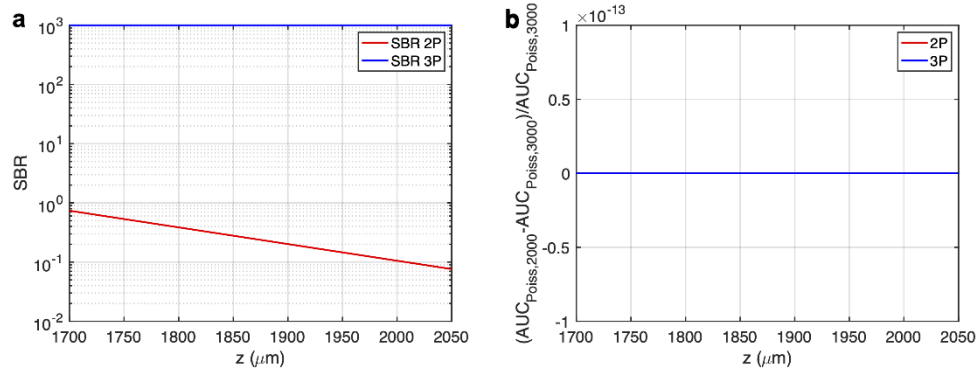 a
10^3
10^2
10^1
10^0
10^-1
10^-2
SBR
1700 1750 1800 1850 1900 1950 2000 2050
z (μm)
SBR 2P
SBR 3P
b
×10^-13
1
0.5
0
-0.5
-1
(AUC_Poiss,2000-AUC_Poiss,3000)/AUC_Poiss,3000
1700 1750 1800 1850 1900 1950 2000 2050
z (μm)
2P
3P